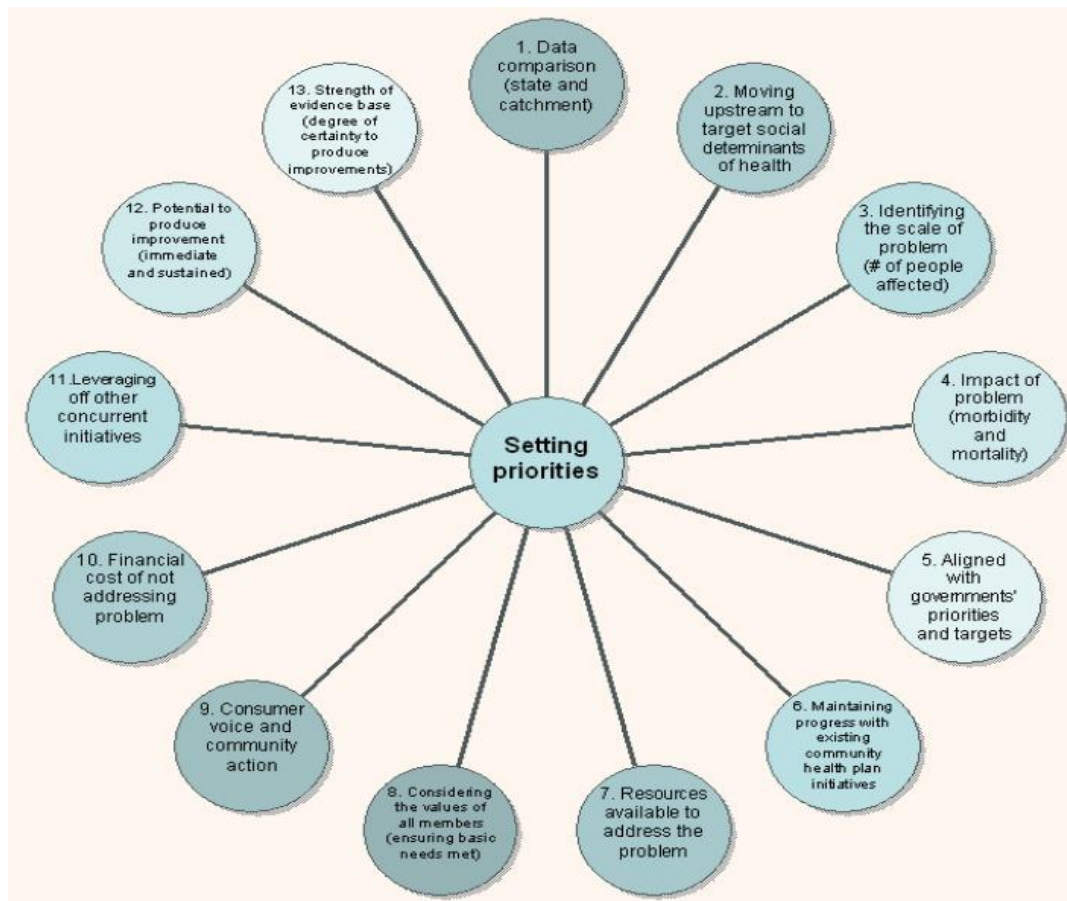 1. Data
comparison
(state and
catchment)
2. Moving
upstream to
target social
determinants
of health
3. Identifying
the scale of
problem
(# of people
affected)
4. Impact of
problem
(morbidity
and
mortality)
5. Aligned
with
governments'
priorities
and targets
6. Maintaining
progress with
existing
community
health plan
initiatives
7. Resources
available to
address the
problem
8. Considering
the values of
all members
(ensuring basic
needs met)
9. Consumer
voice and
community
action
10. Financial
cost of not
addressing
problem
11.Leveraging
off other
concurrent
initiatives
12. Potential to
produce
improvement
(immediate
and sustained)
13. Strength of
evidence base
(degree of
certainty to
produce
improvements)
Setting
priorities